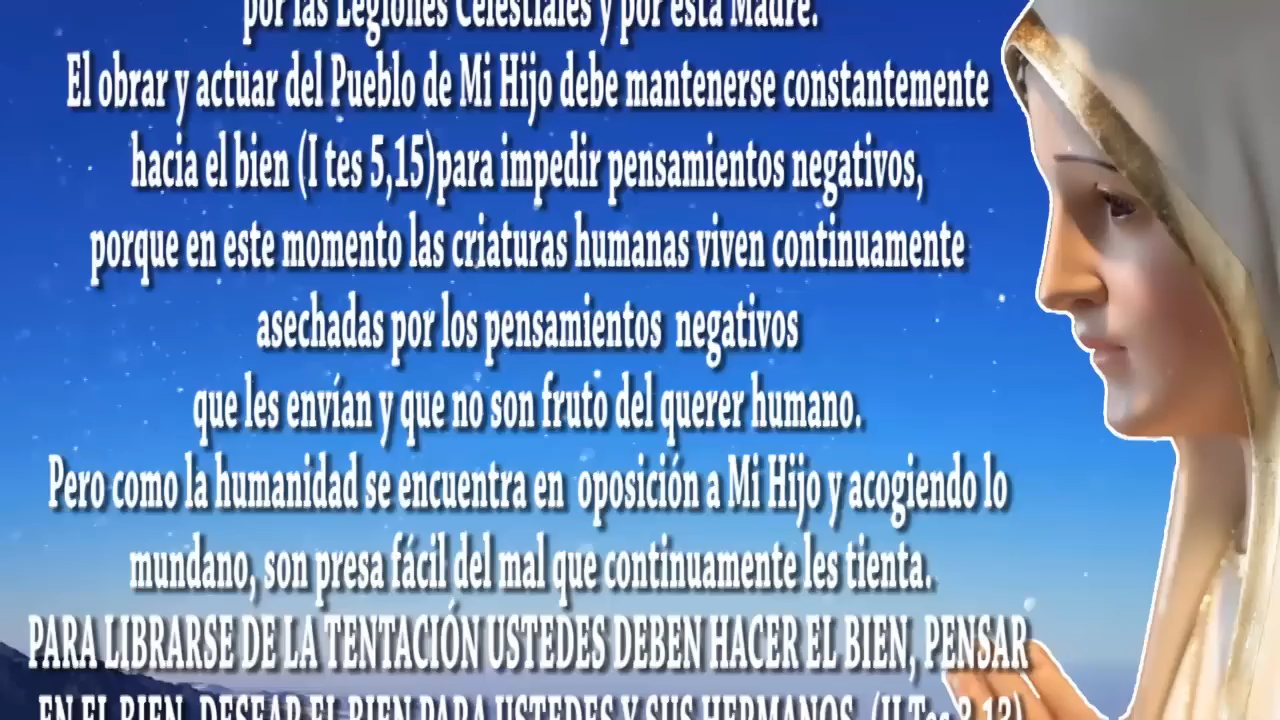 por las Legiones Celestiales y por esta Madre.
El obrar y actuar del Pueblo de Mi Hijo debe mantenerse constantemente
hacia el bien (I tes 5,15)para impedir pensamientos negativos,
porque en este momento las criaturas humanas viven continuamente
asechadas por los pensamientos negativos
que les envían y que no son fruto del querer humano.
Pero como la humanidad se encuentra en oposición a Mi Hijo y acogiendo lo
mundano, son presa fácil del mal que continuamente les tienta.
PARA LIBRARSE DE LA TENTACIÓN USTEDES DEBEN HACER EL BIEN, PENSAR
EN EL BIEN, DESEAR EL BIEN PARA USTEDES Y SUS HERMANOS. (II Tes 3,13)